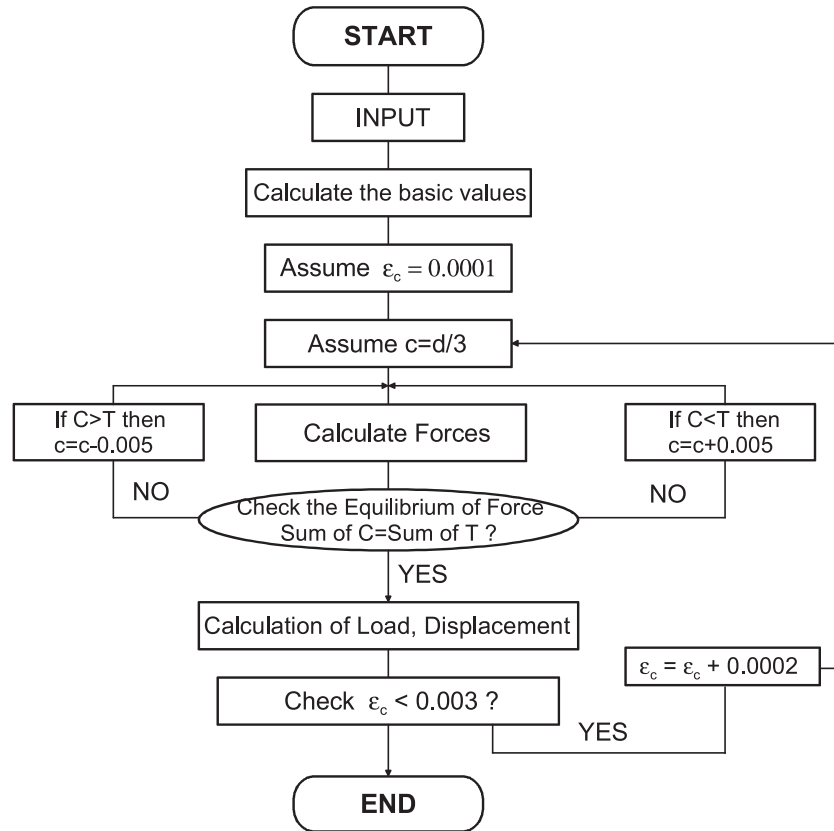 START
INPUT
Calculate the basic values
Assume ε_c = 0.0001
Assume c=d/3
If C>T then
c=c-0.005
Calculate Forces
If C<T then
c=c+0.005
NO
NO
Check the Equilibrium of Force
Sum of C=Sum of T ?
YES
Calculation of Load, Displacement
ε_c = ε_c + 0.0002
Check ε_c < 0.003 ?
YES
END